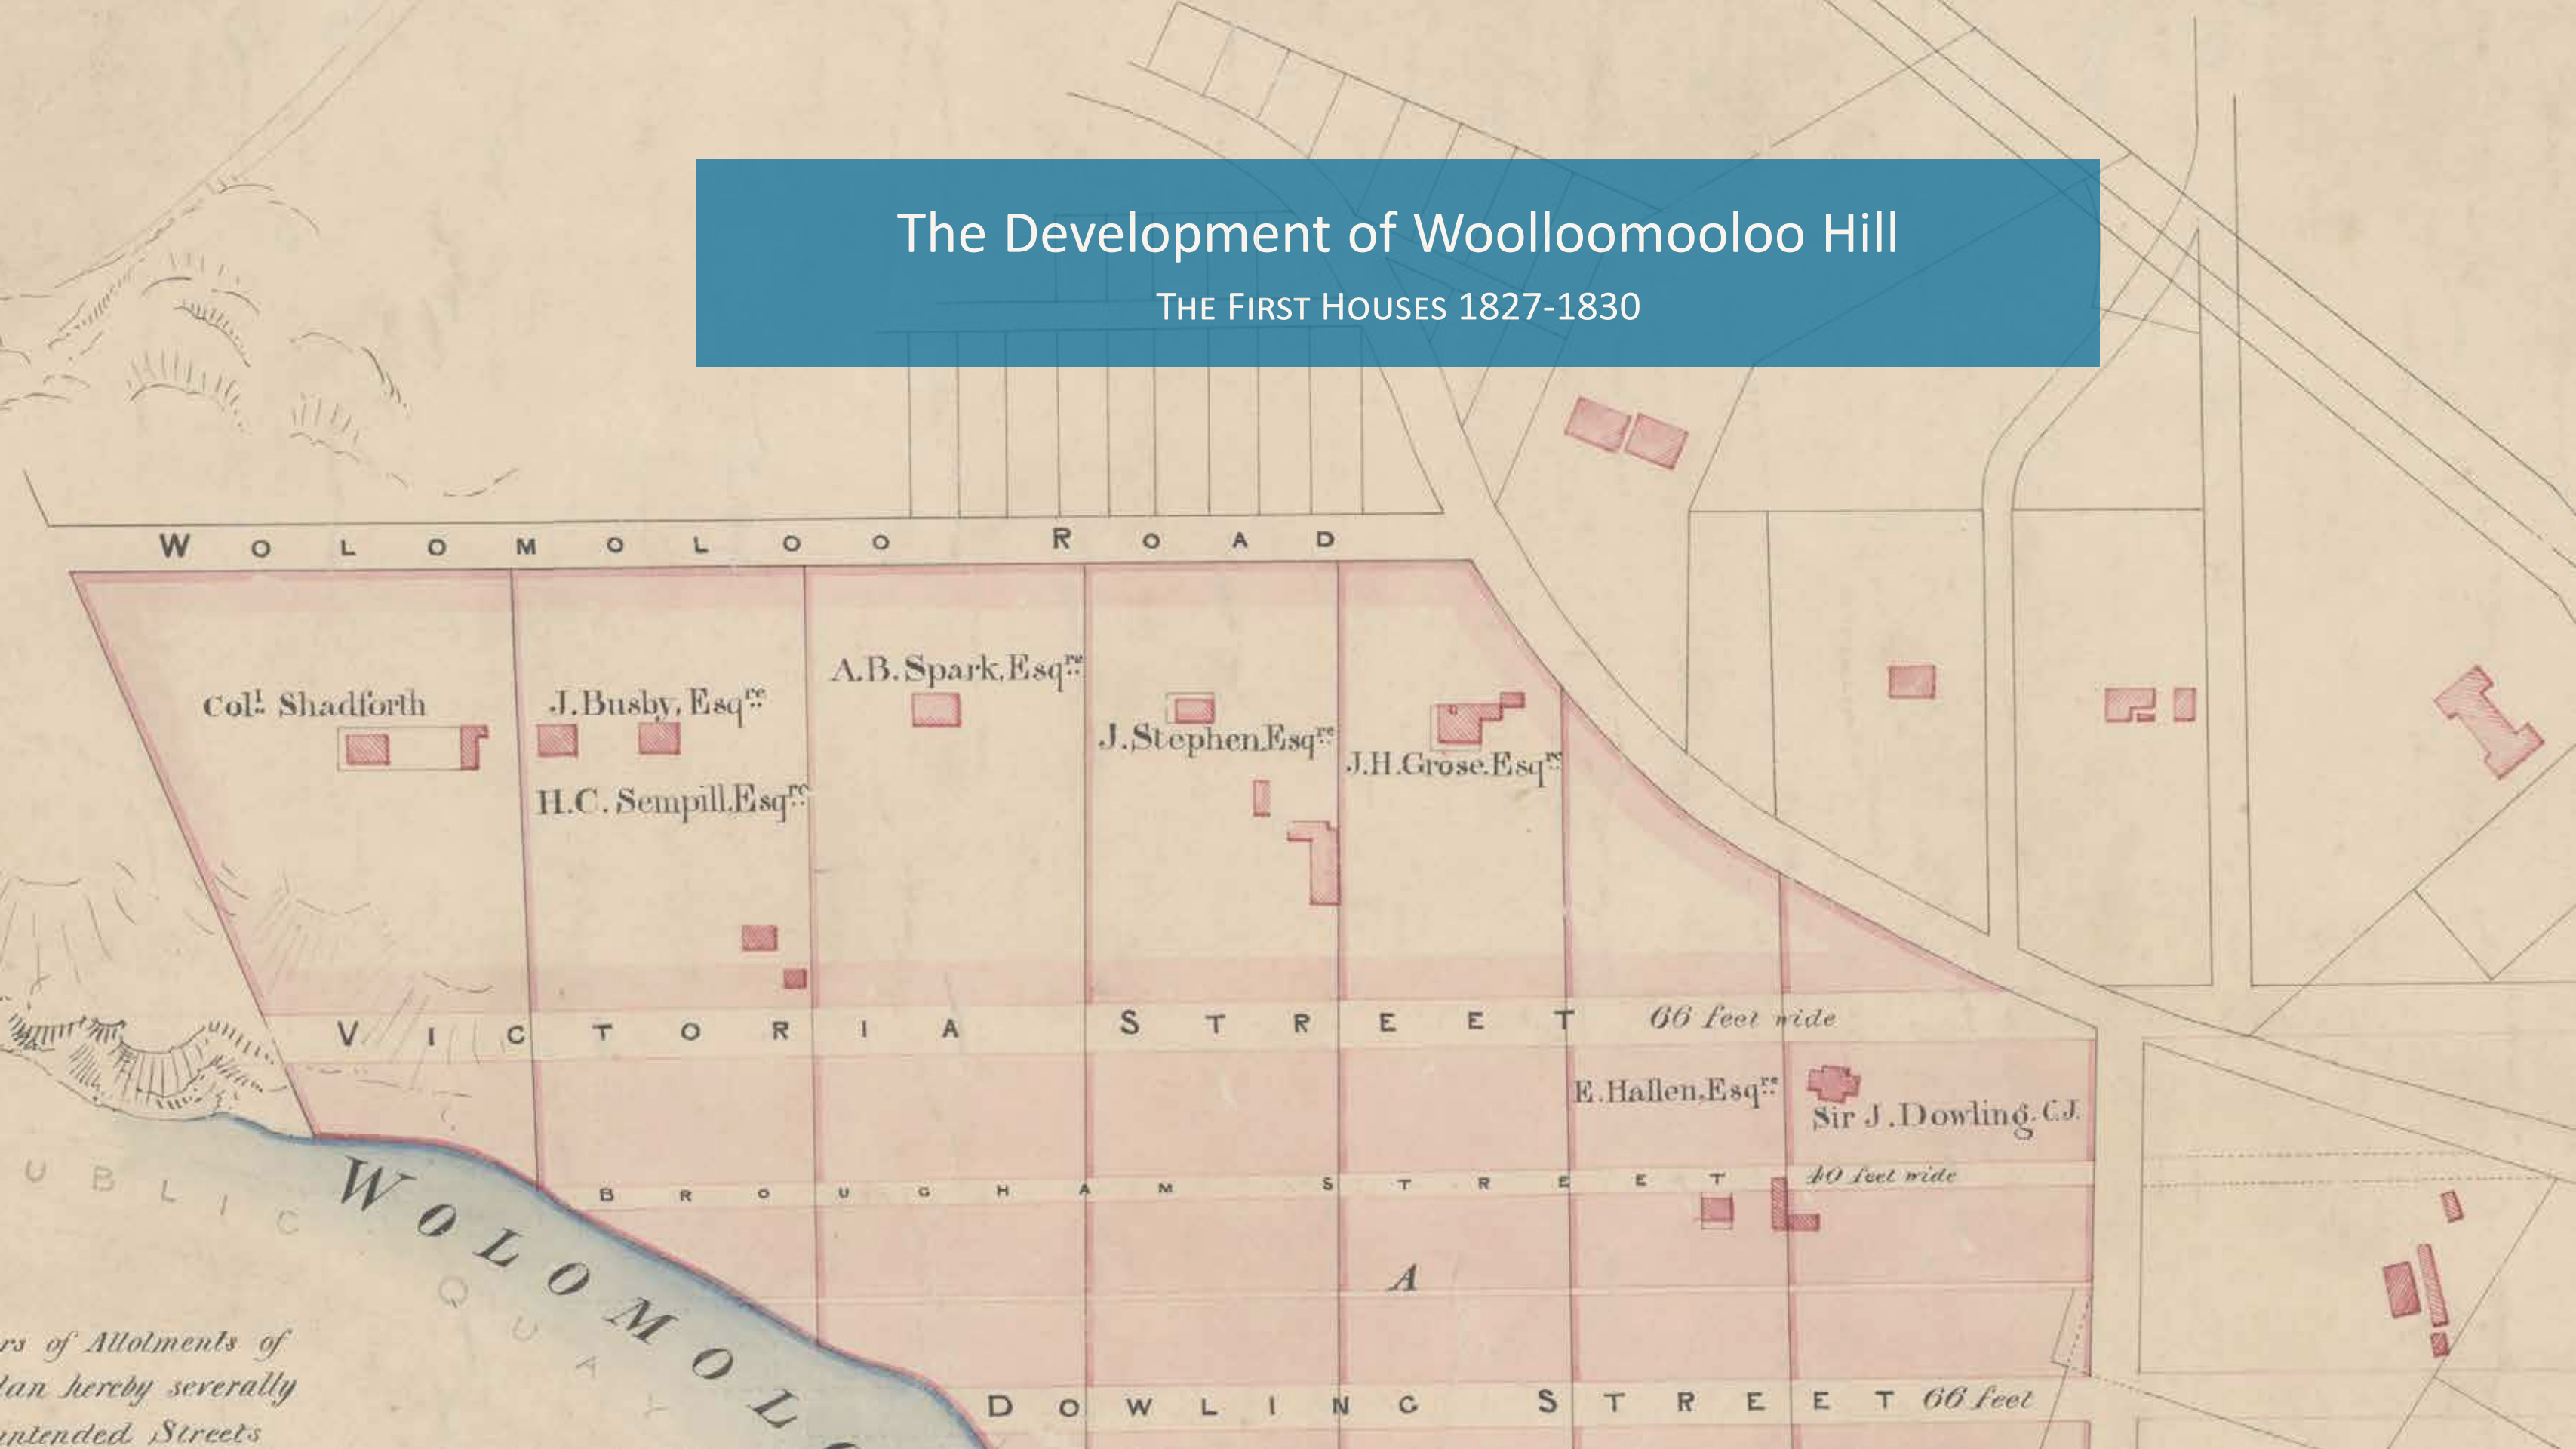 The Development of Woolloomooloo Hill
THE FIRST HOUSES 1827-1830
WOLOMOLOO ROAD
A.B. Spark, Esqre
Coll. Shadforth
J. Busby, Esqre
J. Stephen, Esqre
J.H. Grose, Esqre
H.C. Sempill, Esqre
VICTORIA STREET 66 feet wide
E. Hallen, Esqre
Sir J. Dowling, C.J.
BROUGHAM STREET 40 feet wide
UBLIC QUAY
WOLOMOLO
A
rs of Allotments of
lan hereby severally
intended Streets
DOWLING STREET 66 feet